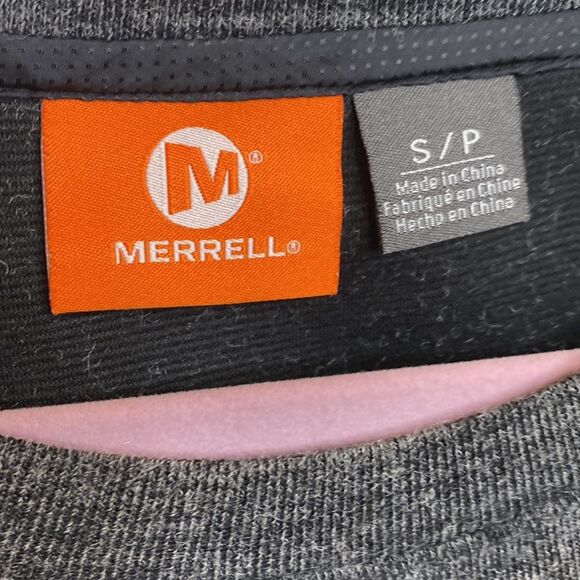 M®
MERRELL®
S/P
Made in China
Fabriqué en Chine
Hecho en China